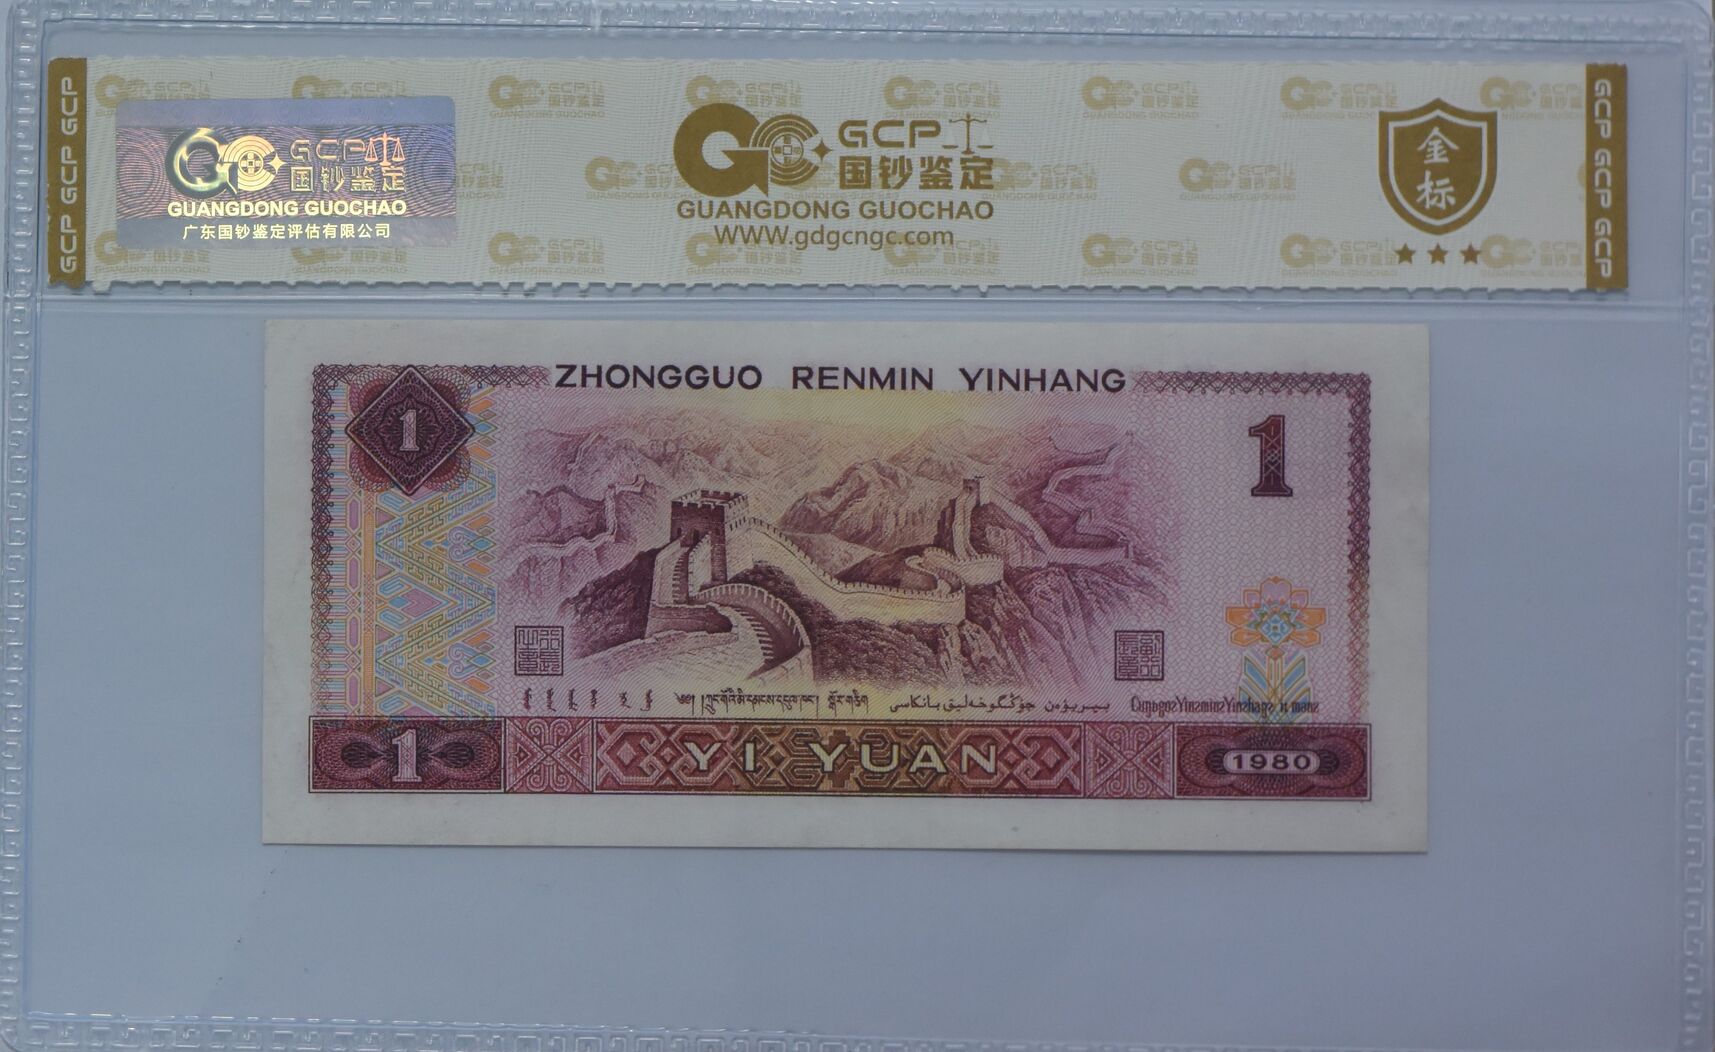 GCP GCP GCP
GCP
国钞鉴定
GUANGDONG GUOCHAO
广东国钞鉴定评估有限公司
GCP
国钞鉴定
GUANGDONG GUOCHAO
WWW.gdgcngc.com
金标
GCP GCP GCP
ZHONGGUO RENMIN YINHANG
1
1
1
YI YUAN
1980